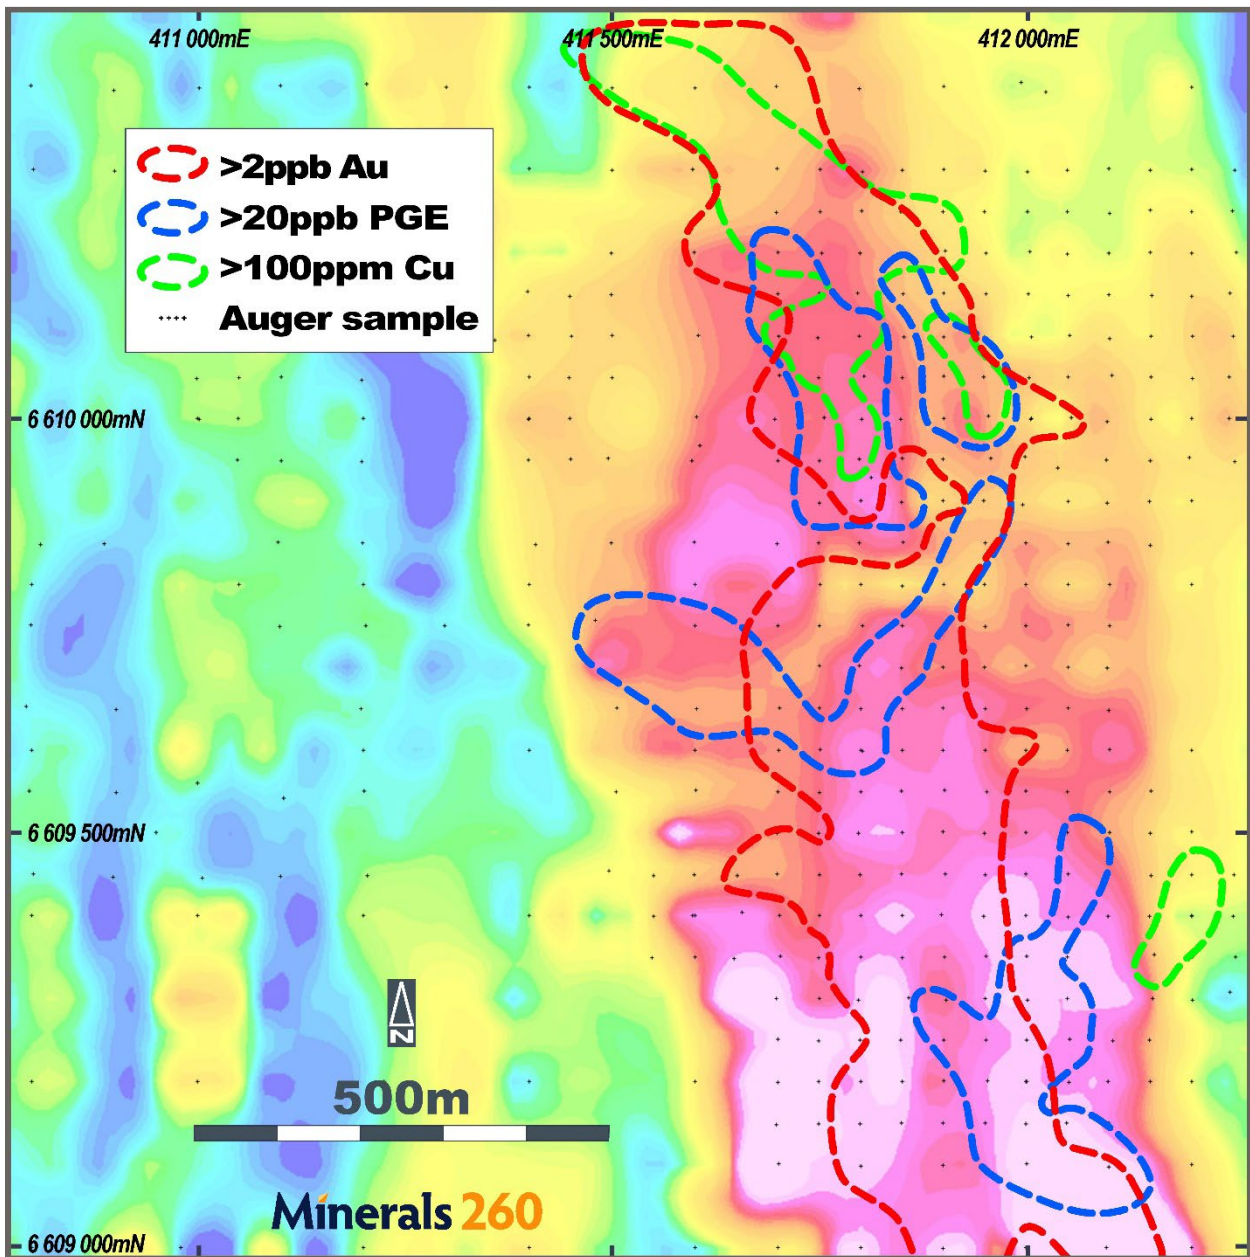 411 000mE
411 500mE
412 000mE
>2ppb Au
>20ppb PGE
>100ppm Cu
Auger sample
6 610 000mN
6 609 500mN
N
500m
Minerals 260
6 609 000mN